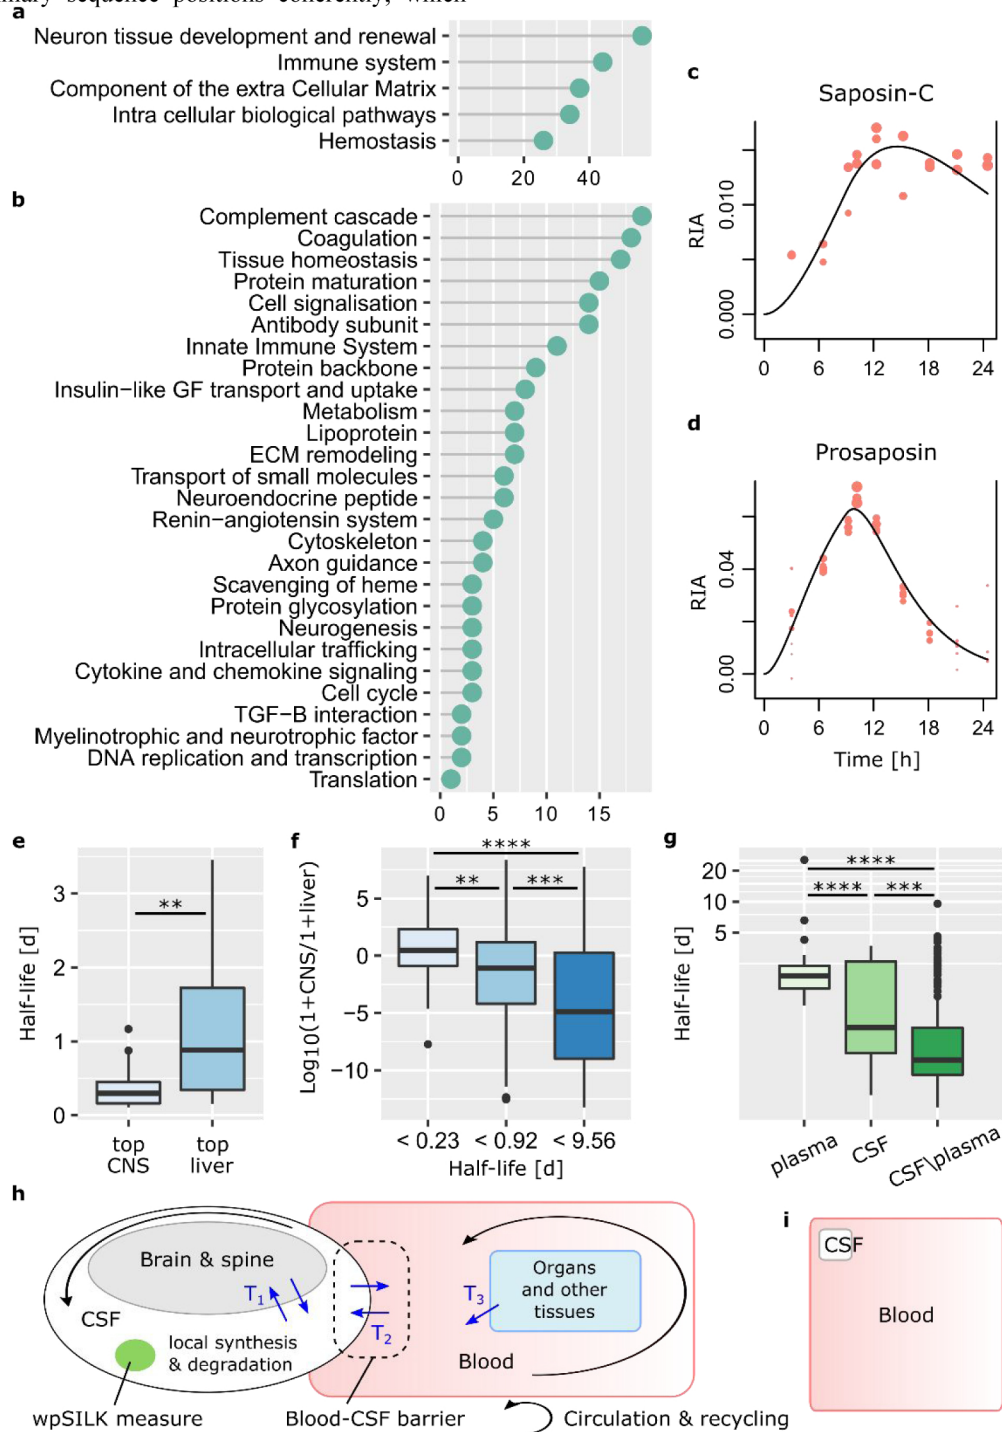 mary sequence positions coherently, which
a
Neuron tissue development and renewal
Immune system
Component of the extra Cellular Matrix
Intra cellular biological pathways
Hemostasis
0 20 40
b
Complement cascade
Coagulation
Tissue homeostasis
Protein maturation
Cell signalisation
Antibody subunit
Innate Immune System
Protein backbone
Insulin−like GF transport and uptake
Metabolism
Lipoprotein
ECM remodeling
Transport of small molecules
Neuroendocrine peptide
Renin−angiotensin system
Cytoskeleton
Axon guidance
Scavenging of heme
Protein glycosylation
Neurogenesis
Intracellular trafficking
Cytokine and chemokine signaling
Cell cycle
TGF−B interaction
Myelinotrophic and neurotrophic factor
DNA replication and transcription
Translation
0 5 10 15
c
Saposin-C
RIA
0.010
0.000
0 6 12 18 24
d
Prosaposin
RIA
0.04
0.00
0 6 12 18 24
Time [h]
e
Half-life [d]
3
2
1
0
**
top CNS
top liver
f
Log10(1+CNS/1+liver)
5
0
−5
−10
****
** ***
< 0.23 < 0.92 < 9.56
Half-life [d]
g
Half-life [d]
20
10
5
****
**** ***
plasma
CSF
CSF\plasma
h
Brain & spine
CSF
T1
local synthesis
& degradation
wpSILK measure
T2
Blood-CSF barrier
T3
Organs
and other
tissues
Blood
Circulation & recycling
i
CSF
Blood